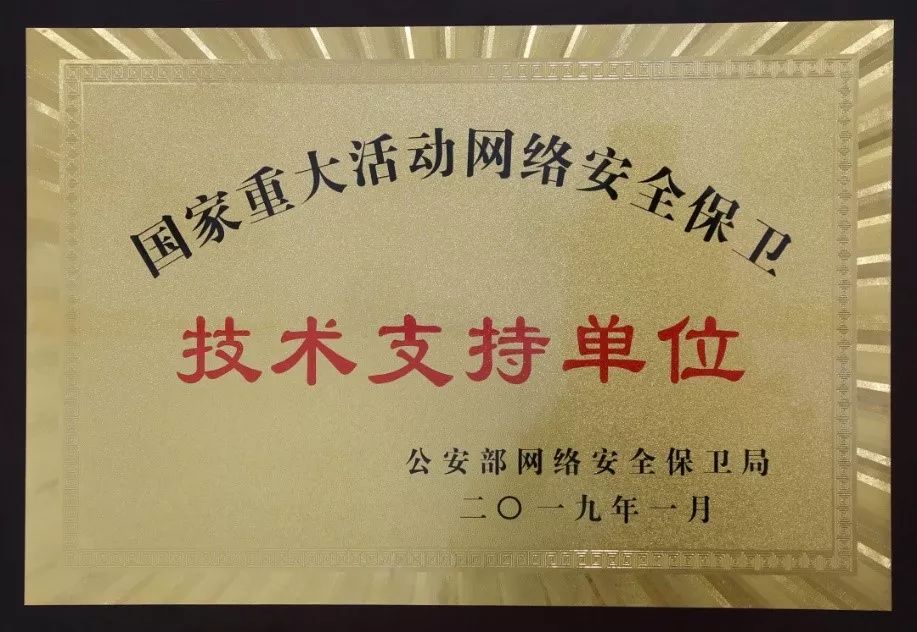 国家重大活动网络安全保卫
技术支持单位
公安部网络安全保卫局
二〇一九年一月